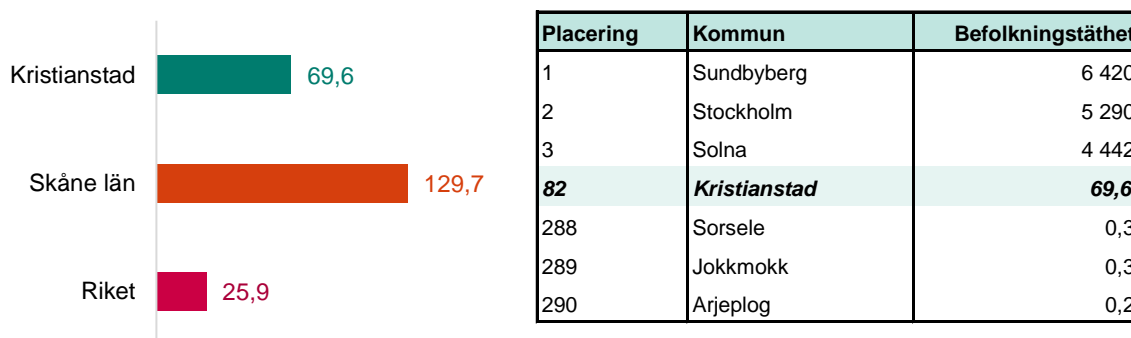 Kristianstad 69,6
Skåne län 129,7
Riket 25,9
Placering Kommun Befolkningstäthet
1 Sundbyberg 6 420
2 Stockholm 5 290
3 Solna 4 442
82 Kristianstad 69,6
288 Sorsele 0,3
289 Jokkmokk 0,3
290 Arjeplog 0,2